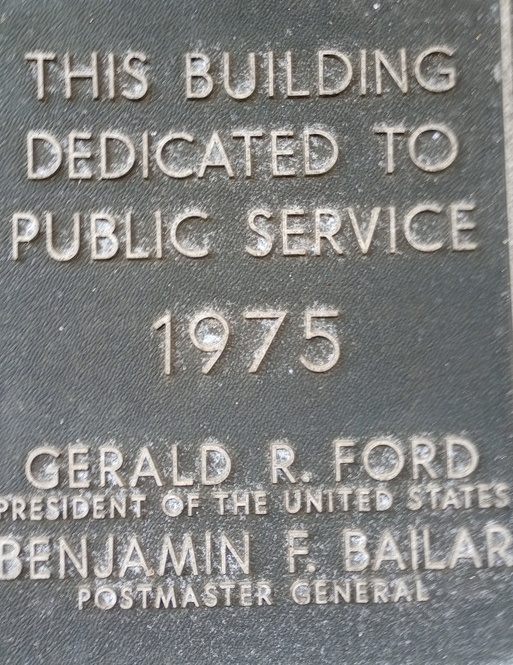 THIS BUILDING
DEDICATED TO
PUBLIC SERVICE
1975
GERALD R. FORD
PRESIDENT OF THE UNITED STATES
BENJAMIN F. BAILAR
POSTMASTER GENERAL